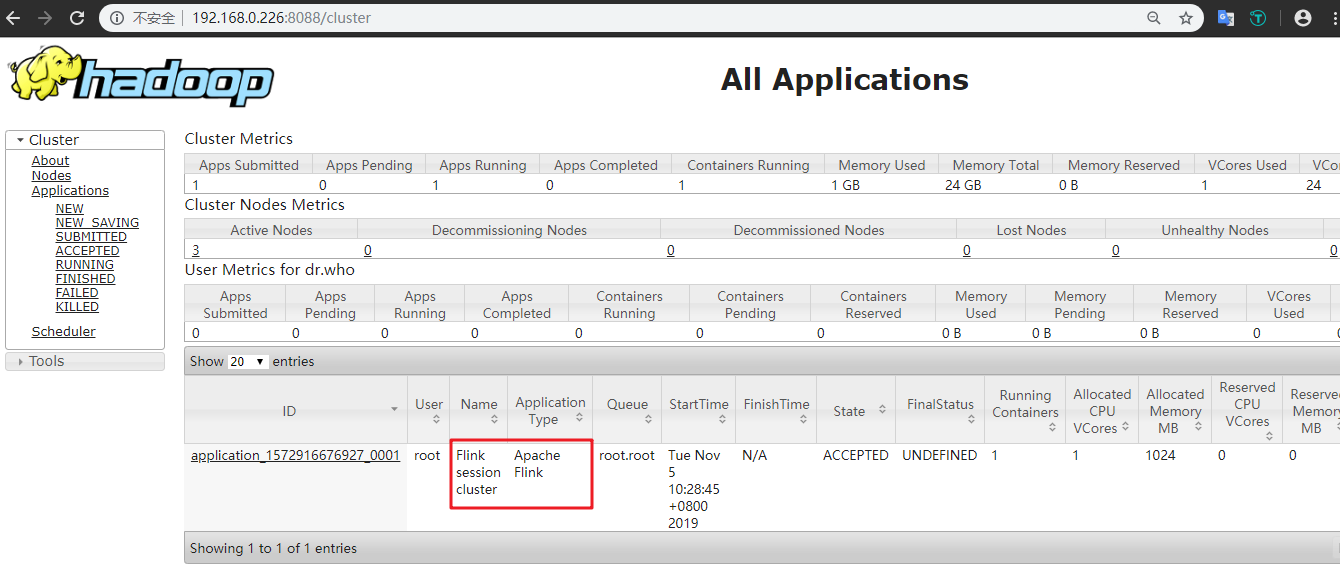 不安全 | 192.168.0.226:8088/cluster
hadoop
All Applications
Cluster
About
Nodes
Applications
NEW
NEW_SAVING
SUBMITTED
ACCEPTED
RUNNING
FINISHED
FAILED
KILLED
Scheduler
Tools
Cluster Metrics
Apps Submitted Apps Pending Apps Running Apps Completed Containers Running Memory Used Memory Total Memory Reserved VCores Used VCo
1 0 1 0 1 1 GB 24 GB 0 B 1 24
Cluster Nodes Metrics
Active Nodes Decommissioning Nodes Decommissioned Nodes Lost Nodes Unhealthy Nodes
3 0 0 0 0 0
User Metrics for dr.who
Apps Submitted Apps Pending Apps Running Apps Completed Containers Running Containers Pending Containers Reserved Memory Used Memory Pending Memory Reserved VCores Used
0 0 0 0 0 0 0 0 B 0 B 0 B 0 0
Show 20 entries
ID User Name Application Type Queue StartTime FinishTime State FinalStatus Running Containers Allocated CPU VCores Allocated Memory MB Reserved CPU VCores Reserved Memory MB
application_1572916676927_0001 root Flink session cluster Apache Flink root.root Tue Nov 5 10:28:45 +0800 2019 N/A ACCEPTED UNDEFINED 1 1 1024 0 0
Showing 1 to 1 of 1 entries